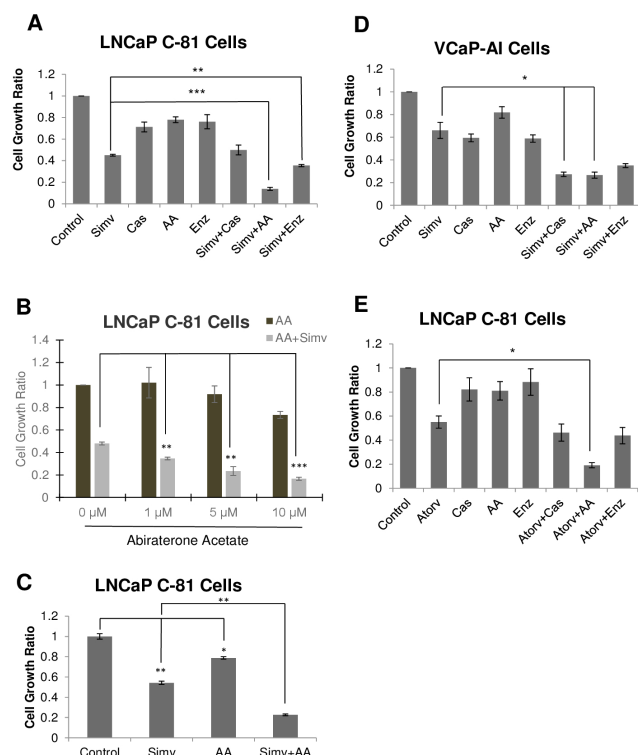 A
LNCaP C-81 Cells
Cell Growth Ratio
1.2
1
0.8
0.6
0.4
0.2
0
**
***
Control
Simv
Cas
AA
Enz
Simv+Cas
Simv+AA
Simv+Enz
B
LNCaP C-81 Cells
AA
AA+Simv
Cell Growth Ratio
1.4
1.2
1
0.8
0.6
0.4
0.2
0
**
**
***
0 µM
1 µM
5 µM
10 µM
Abiraterone Acetate
C
LNCaP C-81 Cells
Cell Growth Ratio
1.2
1
0.8
0.6
0.4
0.2
0
**
**
*
Control
Simv
AA
Simv+AA
D
VCaP-AI Cells
Cell Growth Ratio
1.2
1
0.8
0.6
0.4
0.2
0
*
Control
Simv
Cas
AA
Enz
Simv+Cas
Simv+AA
Simv+Enz
E
LNCaP C-81 Cells
Cell Growth Ratio
1.2
1
0.8
0.6
0.4
0.2
0
*
Control
Atorv
Cas
AA
Enz
Atorv+Cas
Atorv+AA
Atorv+Enz